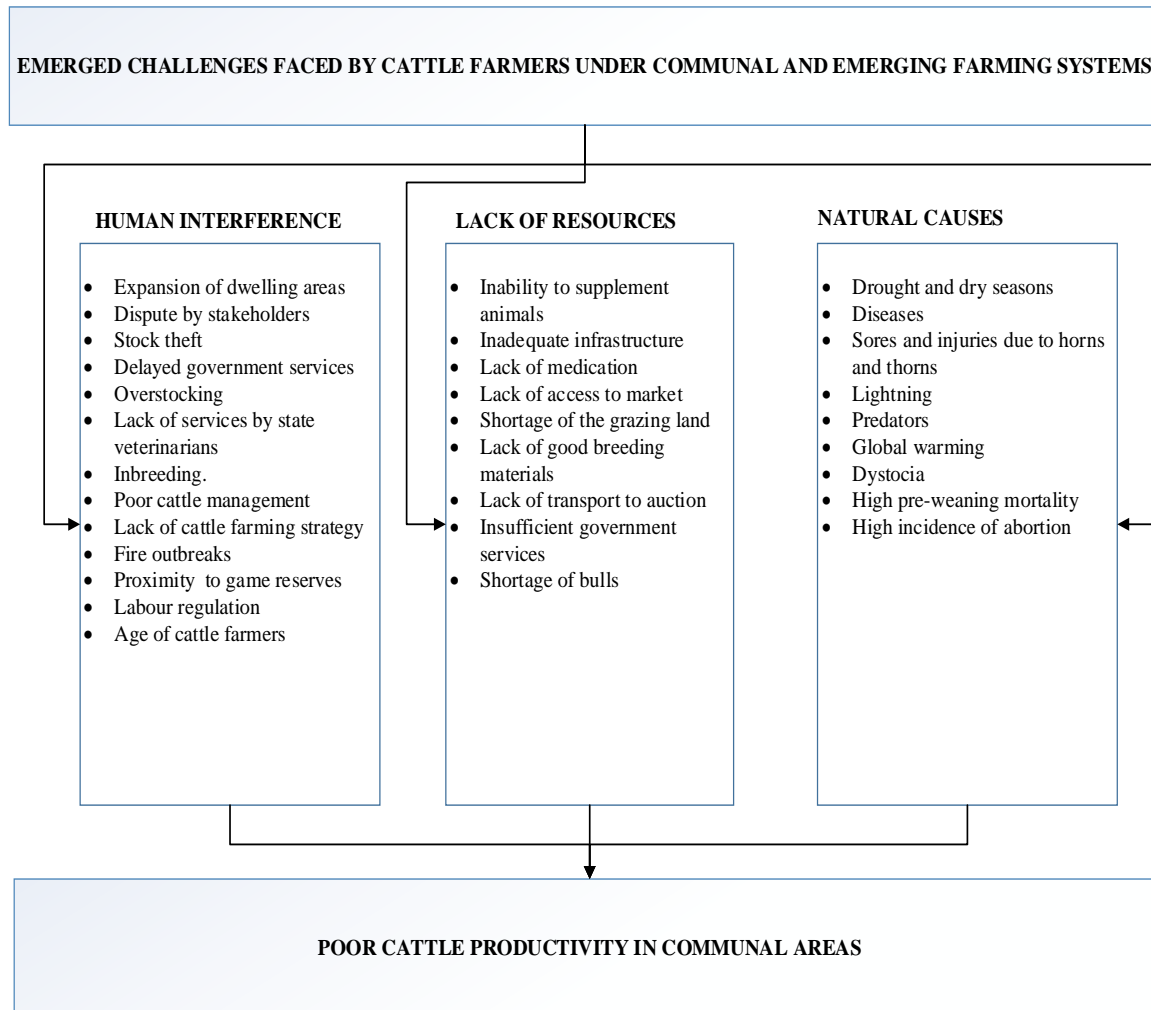 EMERGED CHALLENGES FACED BY CATTLE FARMERS UNDER COMMUNAL AND EMERGING FARMING SYSTEMS
HUMAN INTERFERENCE
• Expansion of dwelling areas
• Dispute by stakeholders
• Stock theft
• Delayed government services
• Overstocking
• Lack of services by state
veterinarians
• Inbreeding.
• Poor cattle management
• Lack of cattle farming strategy
• Fire outbreaks
• Proximity to game reserves
• Labour regulation
• Age of cattle farmers
LACK OF RESOURCES
• Inability to supplement
animals
• Inadequate infrastructure
• Lack of medication
• Lack of access to market
• Shortage of the grazing land
• Lack of good breeding
materials
• Lack of transport to auction
• Insufficient government
services
• Shortage of bulls
NATURAL CAUSES
• Drought and dry seasons
• Diseases
• Sores and injuries due to horns
and thorns
• Lightning
• Predators
• Global warming
• Dystocia
• High pre-weaning mortality
• High incidence of abortion
POOR CATTLE PRODUCTIVITY IN COMMUNAL AREAS